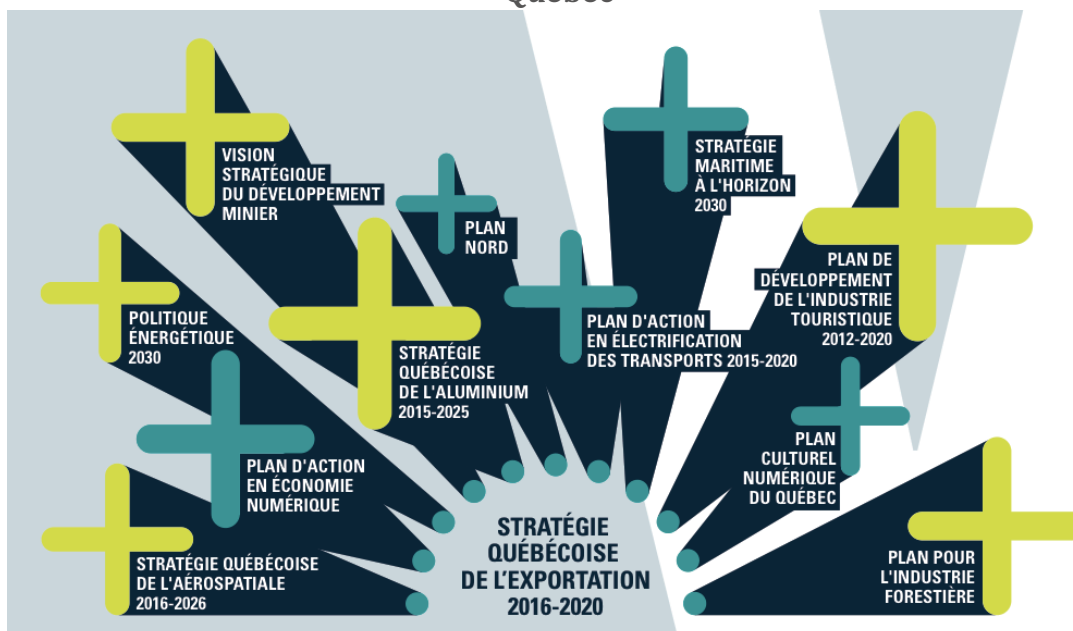 Québec
VISION
STRATÉGIQUE
DU DÉVELOPPEMENT
MINIER
STRATÉGIE
MARITIME
À L'HORIZON
2030
PLAN
NORD
PLAN DE
DÉVELOPPEMENT
DE L'INDUSTRIE
TOURISTIQUE
2012-2020
POLITIQUE
ÉNERGÉTIQUE
2030
PLAN D'ACTION
EN ÉLECTRIFICATION
DES TRANSPORTS 2015-2020
STRATÉGIE
QUÉBÉCOISE
DE L'ALUMINIUM
2015-2025
PLAN D'ACTION
EN ÉCONOMIE
NUMÉRIQUE
PLAN
CULTUREL
NUMÉRIQUE
DU QUÉBEC
STRATÉGIE QUÉBÉCOISE
DE L'AÉROSPATIALE
2016-2026
STRATÉGIE
QUÉBÉCOISE
DE L'EXPORTATION
2016-2020
PLAN POUR
L'INDUSTRIE
FORESTIÈRE